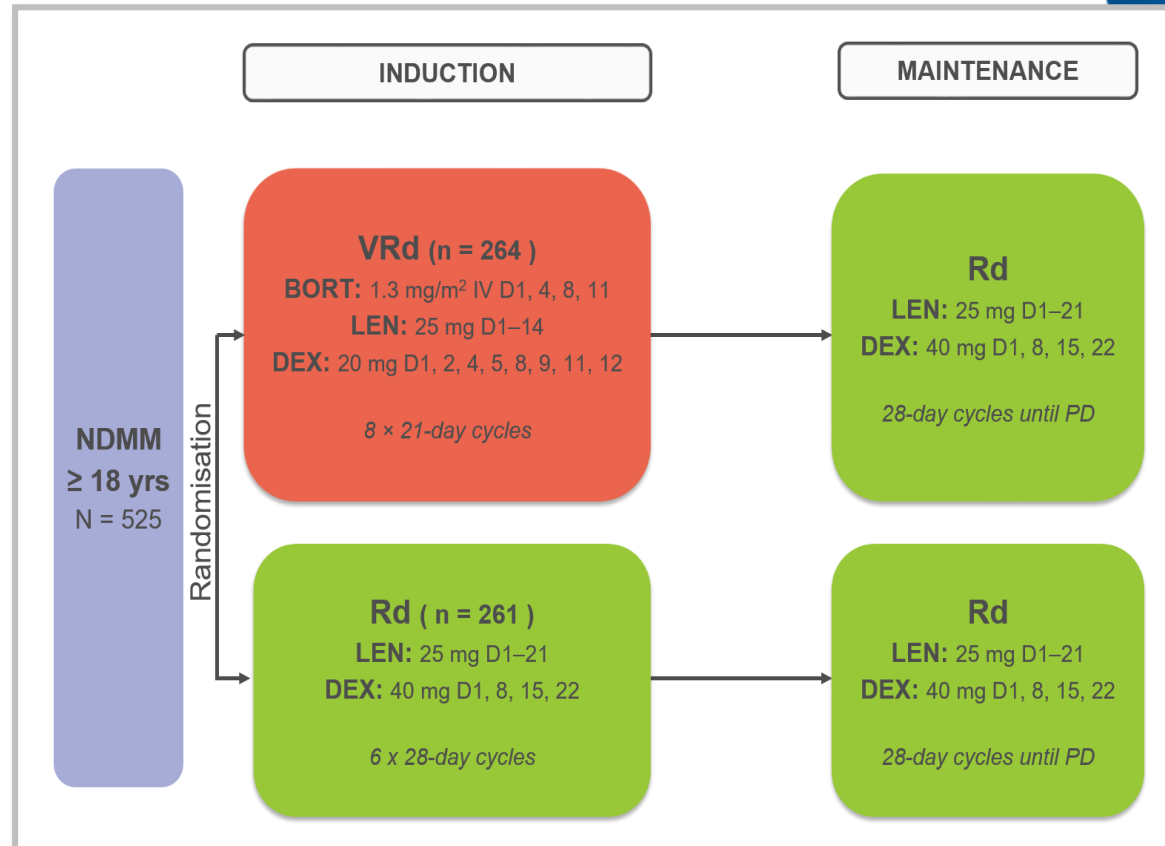 INDUCTION
MAINTENANCE
NDMM
≥ 18 yrs
N = 525
Randomisation
VRd (n = 264 )
BORT: 1.3 mg/m² IV D1, 4, 8, 11
LEN: 25 mg D1–14
DEX: 20 mg D1, 2, 4, 5, 8, 9, 11, 12
8 × 21-day cycles
Rd
LEN: 25 mg D1–21
DEX: 40 mg D1, 8, 15, 22
28-day cycles until PD
Rd ( n = 261 )
LEN: 25 mg D1–21
DEX: 40 mg D1, 8, 15, 22
6 x 28-day cycles
Rd
LEN: 25 mg D1–21
DEX: 40 mg D1, 8, 15, 22
28-day cycles until PD